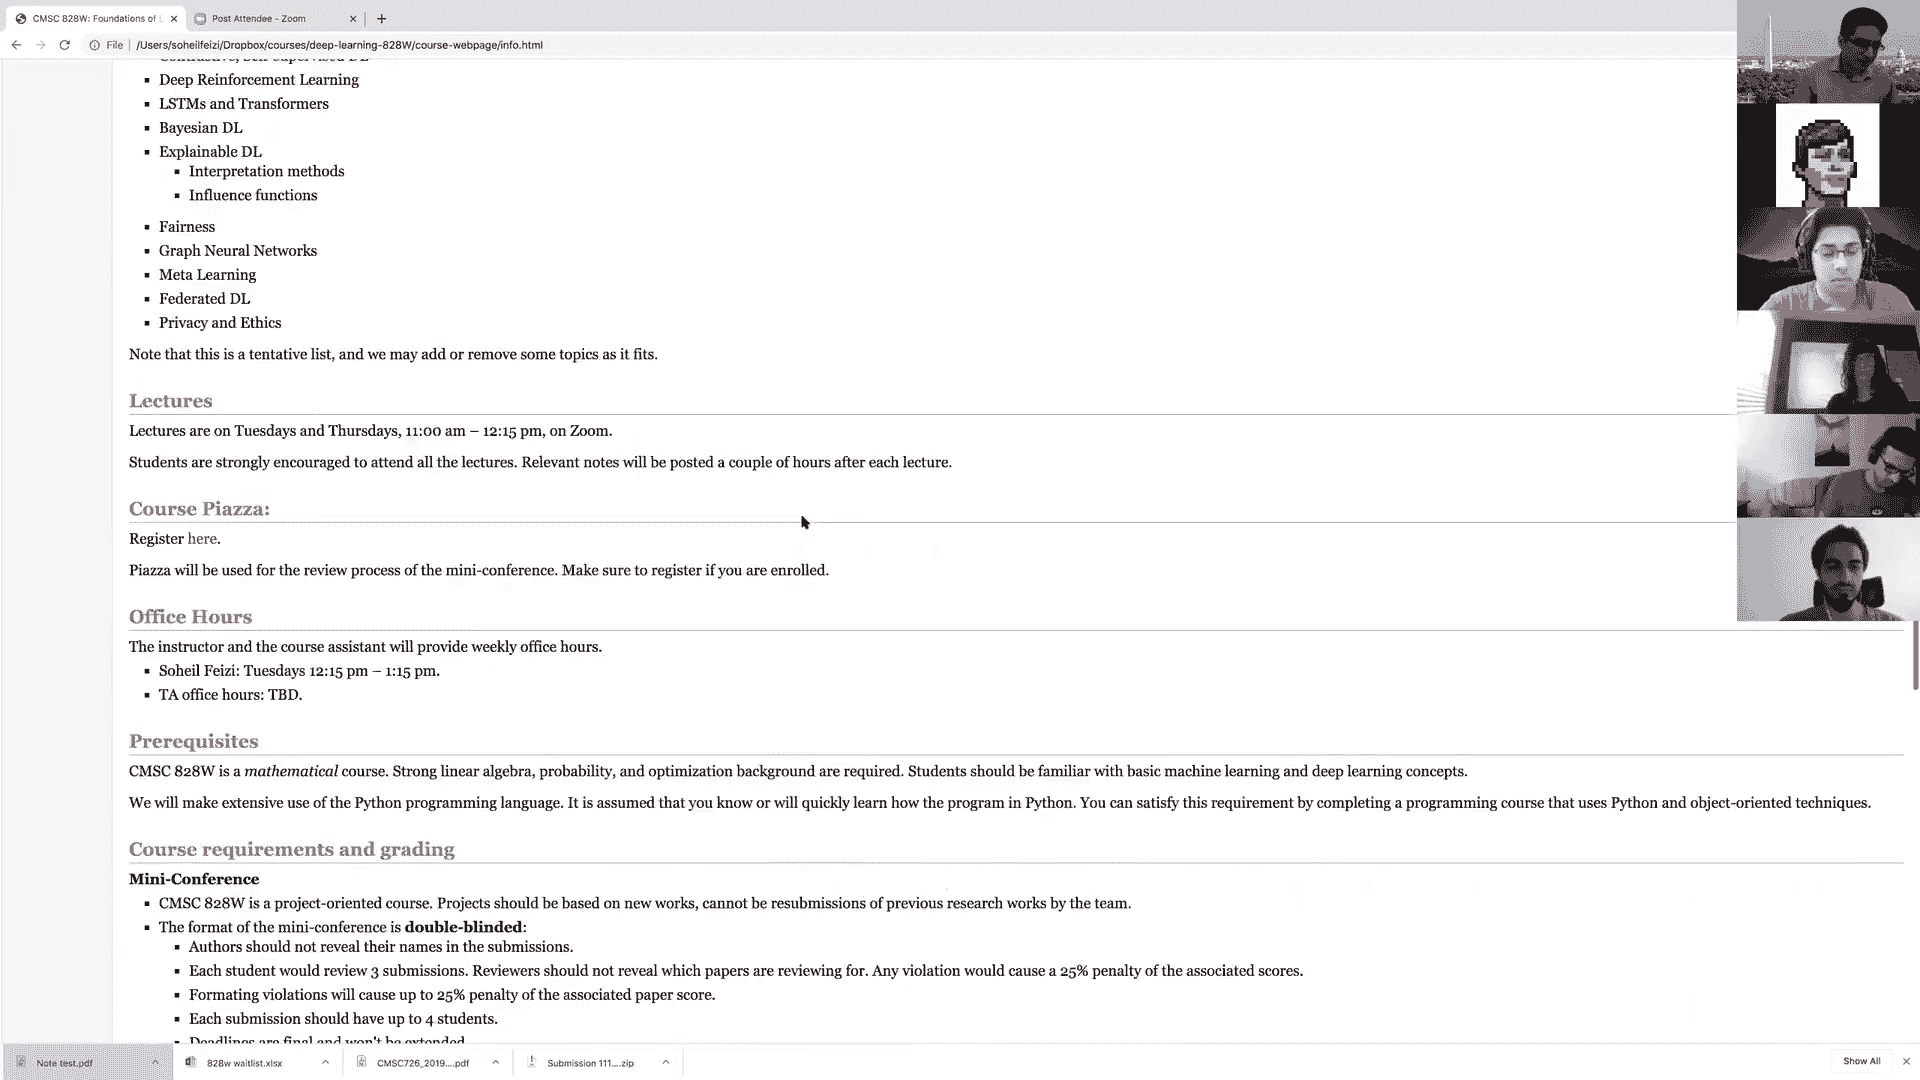 CMSC 828W: Foundations of
Post Attendee - Zoom
File
/Users/soheilfeizi/Dropbox/courses/deep-learning-828W/course-webpage/info.html
Contrastive, Self-supervised DL
Deep Reinforcement Learning
LSTMs and Transformers
Bayesian DL
Explainable DL
Interpretation methods
Influence functions
Fairness
Graph Neural Networks
Meta Learning
Federated DL
Privacy and Ethics
Note that this is a tentative list, and we may add or remove some topics as it fits.
Lectures
Lectures are on Tuesdays and Thursdays, 11:00 am – 12:15 pm, on Zoom.
Students are strongly encouraged to attend all the lectures. Relevant notes will be posted a couple of hours after each lecture.
Course Piazza:
Register here.
Piazza will be used for the review process of the mini-conference. Make sure to register if you are enrolled.
Office Hours
The instructor and the course assistant will provide weekly office hours.
Soheil Feizi: Tuesdays 12:15 pm – 1:15 pm.
TA office hours: TBD.
Prerequisites
CMSC 828W is a mathematical course. Strong linear algebra, probability, and optimization background are required. Students should be familiar with basic machine learning and deep learning concepts.
We will make extensive use of the Python programming language. It is assumed that you know or will quickly learn how the program in Python. You can satisfy this requirement by completing a programming course that uses Python and object-oriented techniques.
Course requirements and grading
Mini-Conference
CMSC 828W is a project-oriented course. Projects should be based on new works, cannot be resubmissions of previous research works by the team.
The format of the mini-conference is double-blinded:
Authors should not reveal their names in the submissions.
Each student would review 3 submissions. Reviewers should not reveal which papers are reviewing for. Any violation would cause a 25% penalty of the associated scores.
Formating violations will cause up to 25% penalty of the associated paper score.
Each submission should have up to 4 students.
Deadlines are final and won't be extended
Note test.pdf
828w waitlist.xlsx
CMSC726_2019....pdf
Submission 111....zip
Show All